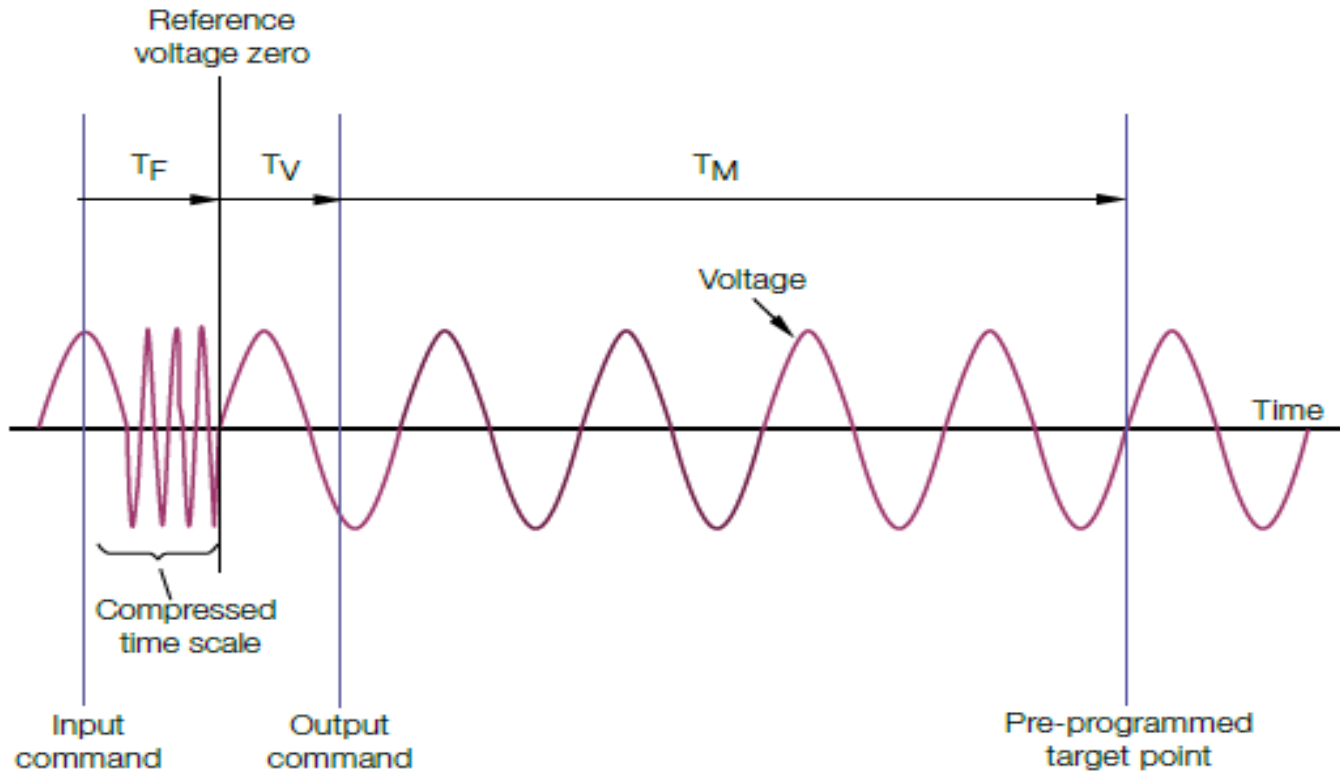 Reference
voltage zero
TF
TV
TM
Voltage
Time
Compressed
time scale
Input
command
Output
command
Pre-programmed
target point